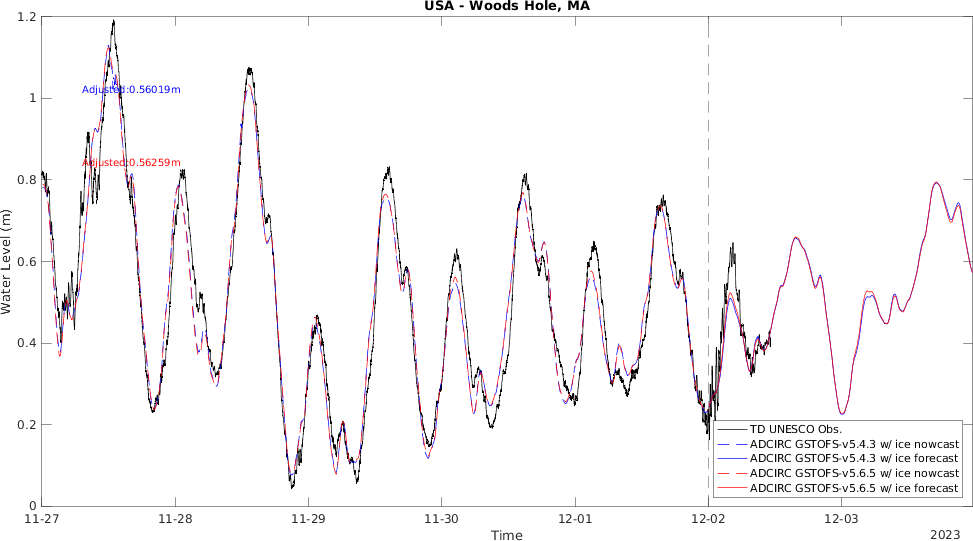 USA - Woods Hole, MA
1.2
1
0.8
0.6
0.4
0.2
0
Water Level (m)
Adjusted:0.56019m
Adjusted:0.56259m
TD UNESCO Obs.
ADCIRC GSTOFS-v5.4.3 w/ ice nowcast
ADCIRC GSTOFS-v5.4.3 w/ ice forecast
ADCIRC GSTOFS-v5.6.5 w/ ice nowcast
ADCIRC GSTOFS-v5.6.5 w/ ice forecast
11-27 11-28 11-29 11-30 12-01 12-02 12-03
Time
2023